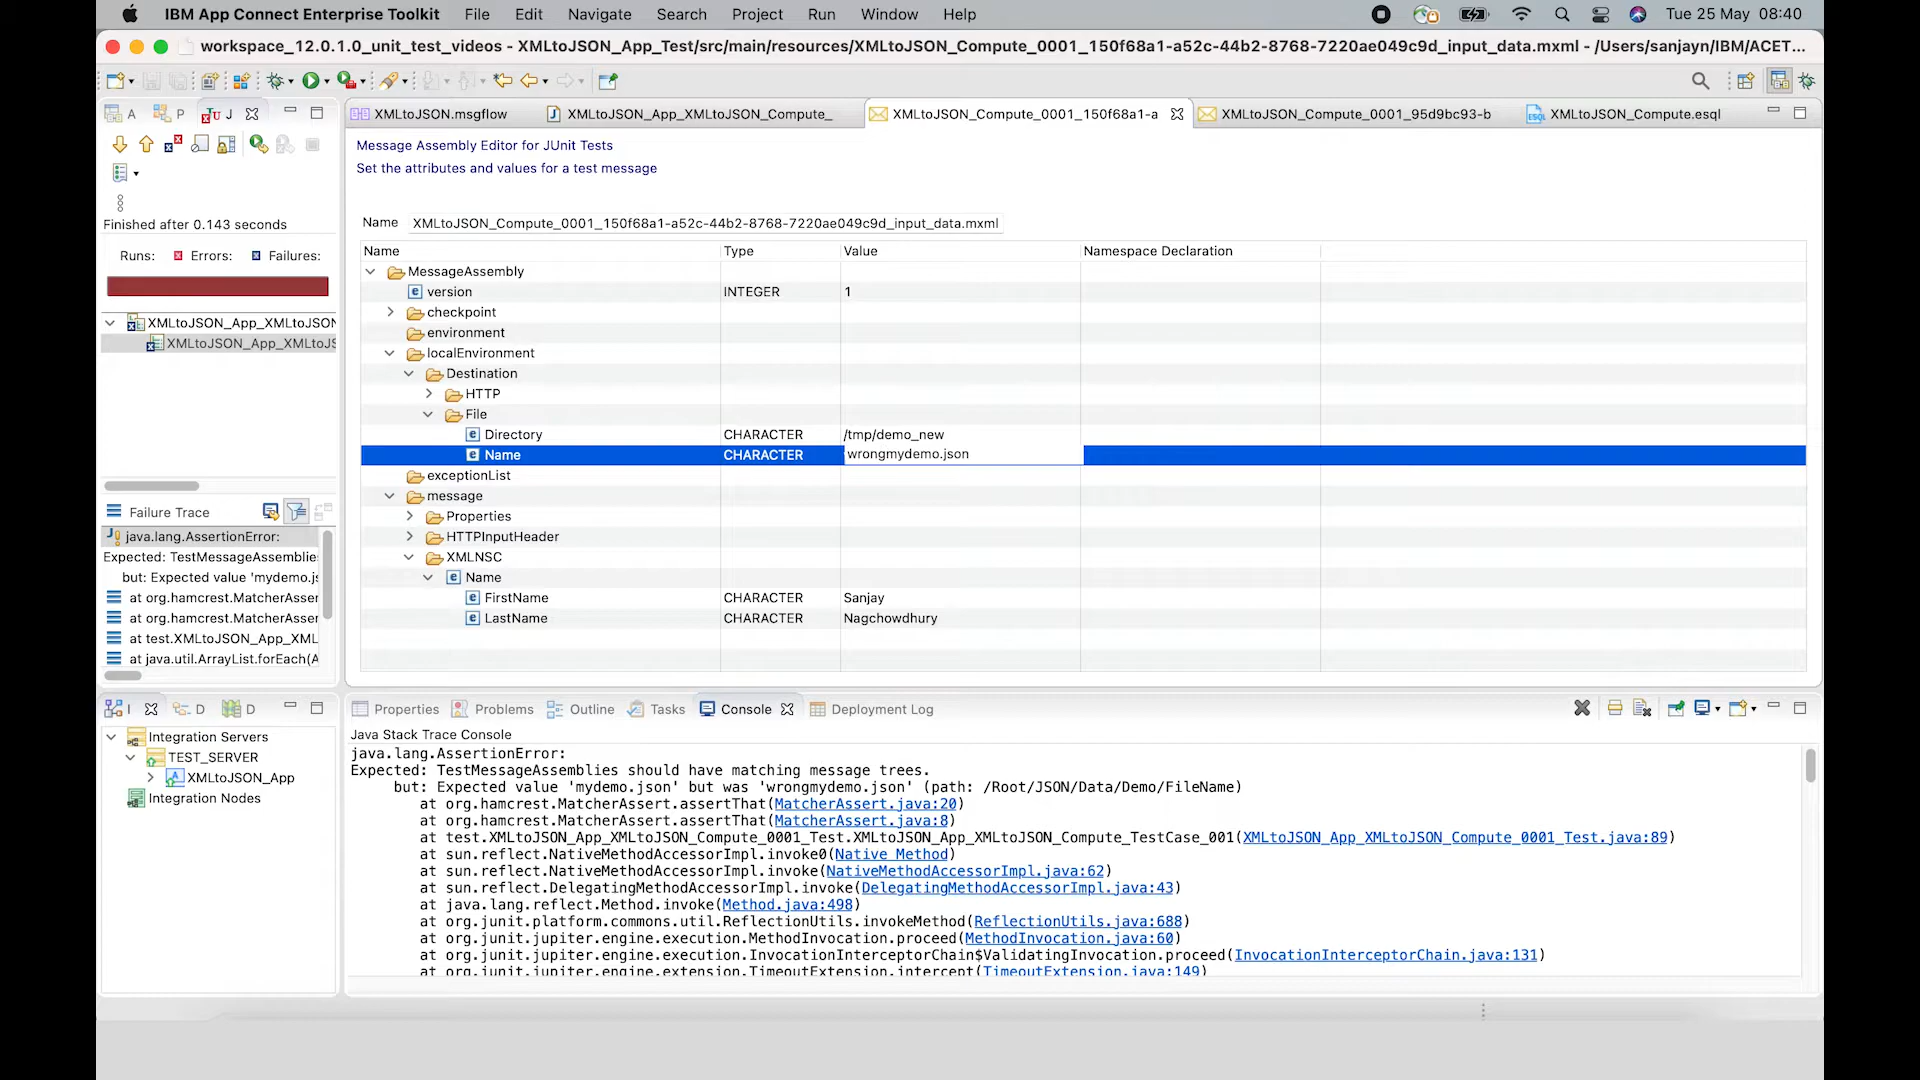 IBM App Connect Enterprise Toolkit File Edit Navigate Search Project Run Window Help Tue 25 May 08:40
workspace_12.0.1.0_unit_test_videos - XMLtoJSON_App_Test/src/main/resources/XMLtoJSON_Compute_0001_150f68a1-a52c-44b2-8768-7220ae049c9d_input_data.mxml - /Users/sanjayn/IBM/ACET...
A P J
XMLtoJSON.msgflow XMLtoJSON_App_XMLtoJSON_Compute_ XMLtoJSON_Compute_0001_150f68a1-a XMLtoJSON_Compute_0001_95d9bc93-b XMLtoJSON_Compute.esql
Finished after 0.143 seconds
Runs: Errors: Failures:
XMLtoJSON_App_XMLtoJSON
XMLtoJSON_App_XMLtoJS
Failure Trace
java.lang.AssertionError:
Expected: TestMessageAssemblie
but: Expected value 'mydemo.js
at org.hamcrest.MatcherAsser
at org.hamcrest.MatcherAsser
at test.XMLtoJSON_App_XML
at java.util.ArrayList.forEach(A
Message Assembly Editor for JUnit Tests
Set the attributes and values for a test message
Name XMLtoJSON_Compute_0001_150f68a1-a52c-44b2-8768-7220ae049c9d_input_data.mxml
Name Type Value Namespace Declaration
MessageAssembly
version INTEGER 1
checkpoint
environment
localEnvironment
Destination
HTTP
File
Directory CHARACTER /tmp/demo_new
Name CHARACTER wrongmydemo.json
exceptionList
message
Properties
HTTPInputHeader
XMLNSC
Name
FirstName CHARACTER Sanjay
LastName CHARACTER Nagchowdhury
I D D
Integration Servers
TEST_SERVER
XMLtoJSON_App
Integration Nodes
Properties Problems Outline Tasks Console Deployment Log
Java Stack Trace Console
java.lang.AssertionError:
Expected: TestMessageAssemblies should have matching message trees.
but: Expected value 'mydemo.json' but was 'wrongmydemo.json' (path: /Root/JSON/Data/Demo/FileName)
at org.hamcrest.MatcherAssert.assertThat(MatcherAssert.java:20)
at org.hamcrest.MatcherAssert.assertThat(MatcherAssert.java:8)
at test.XMLtoJSON_App_XMLtoJSON_Compute_0001_Test.XMLtoJSON_App_XMLtoJSON_Compute_TestCase_001(XMLtoJSON_App_XMLtoJSON_Compute_0001_Test.java:89)
at sun.reflect.NativeMethodAccessorImpl.invoke0(Native Method)
at sun.reflect.NativeMethodAccessorImpl.invoke(NativeMethodAccessorImpl.java:62)
at sun.reflect.DelegatingMethodAccessorImpl.invoke(DelegatingMethodAccessorImpl.java:43)
at java.lang.reflect.Method.invoke(Method.java:498)
at org.junit.platform.commons.util.ReflectionUtils.invokeMethod(ReflectionUtils.java:688)
at org.junit.jupiter.engine.execution.MethodInvocation.proceed(MethodInvocation.java:60)
at org.junit.jupiter.engine.execution.InvocationInterceptorChain$ValidatingInvocation.proceed(InvocationInterceptorChain.java:131)
at org.junit.jupiter.engine.extension.TimeoutExtension.intercept(TimeoutExtension.java:149)